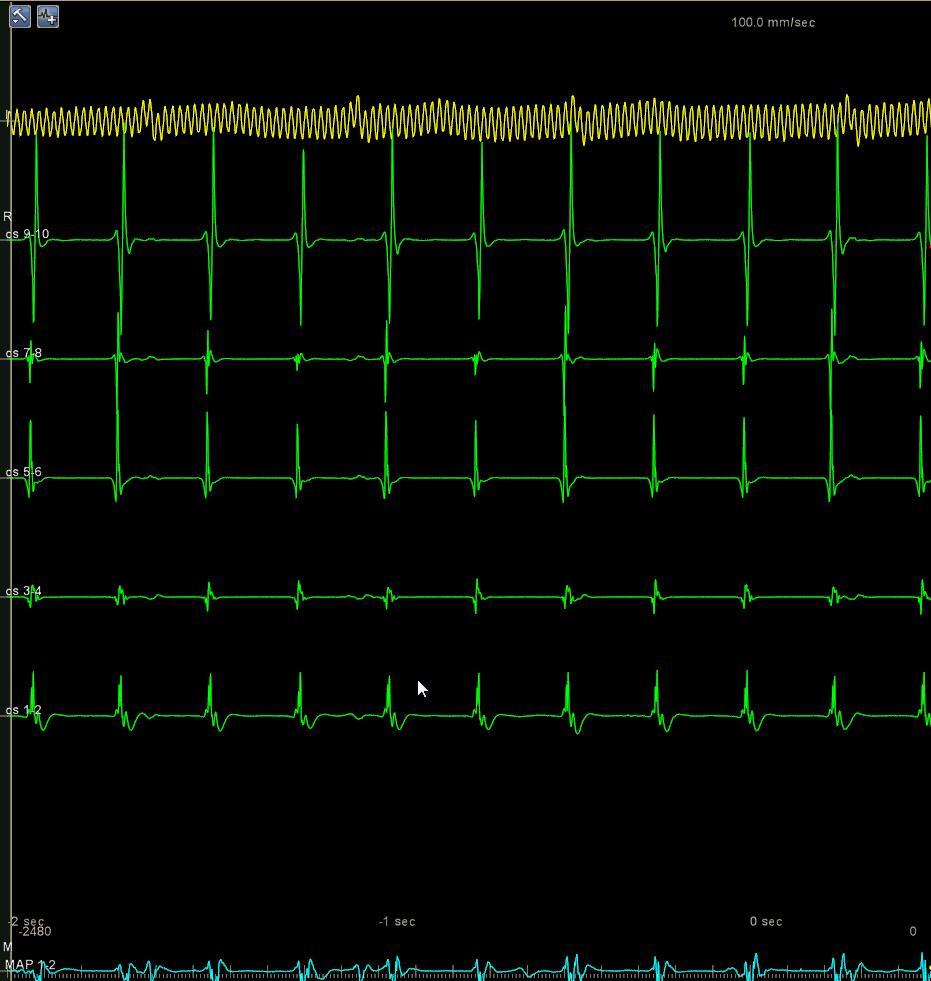 100.0 mm/sec
R
cs 9-10
cs 7-8
cs 5-6
cs 3-4
cs 1-2
-2 sec
-1 sec
0 sec
-2480
0
M
MAP 1-2